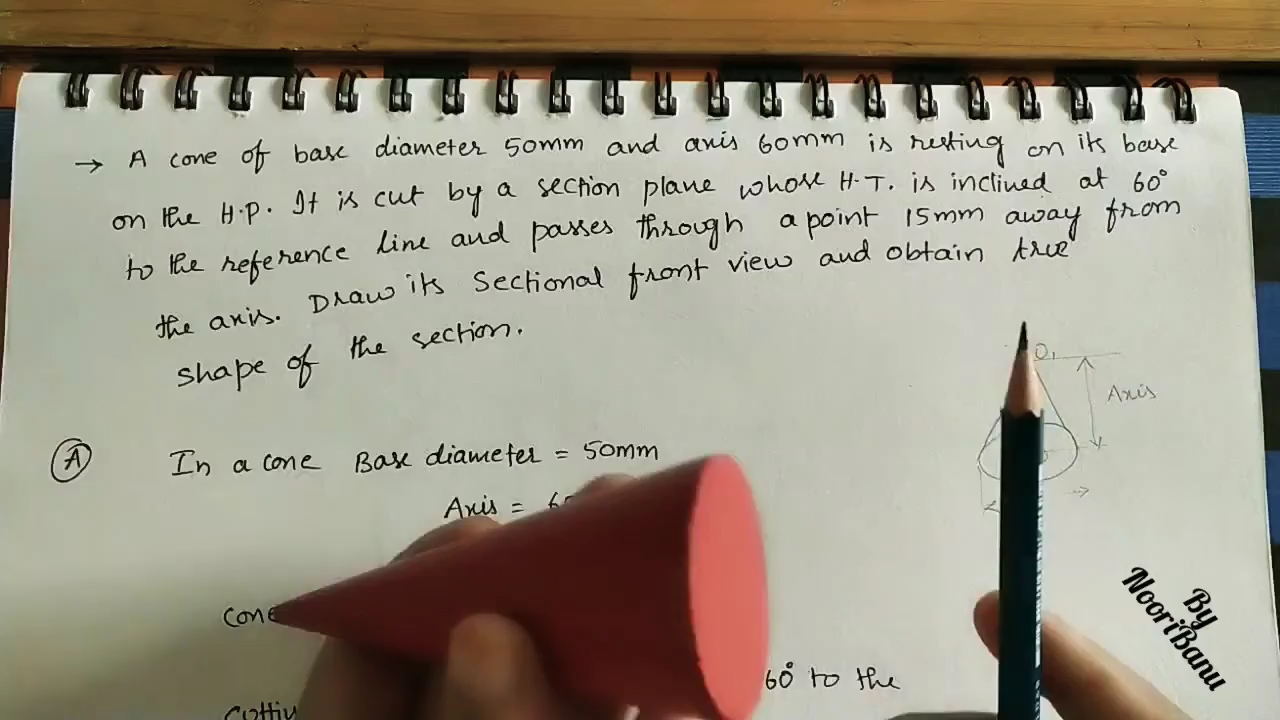 → A cone of base diameter 50mm and axis 60mm is resting on its base
on the H.P. It is cut by a section plane whose H.T. is inclined at 60°
to the reference line and passes through a point 15mm away from
the axis. Draw its Sectional front view and obtain true
shape of the section.
O₁
Axis
A In a cone Base diameter = 50mm
Axis = 6
cone
60° to the
By
NooriBanu